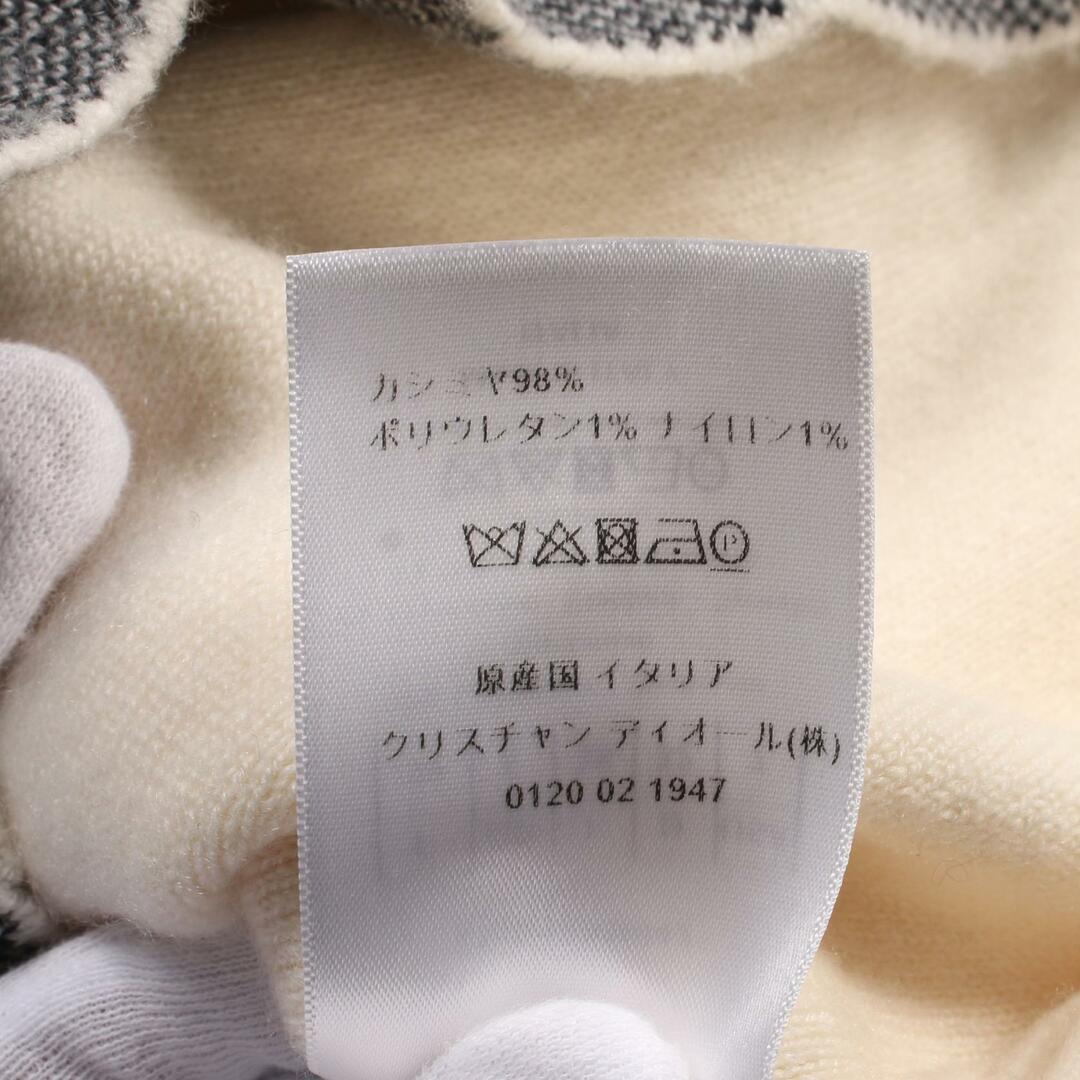 カシミヤ98%
ポリウレタン1% ナイロン1%
P
原産国 イタリア
クリスチャン ディオール(株)
0120 02 1947